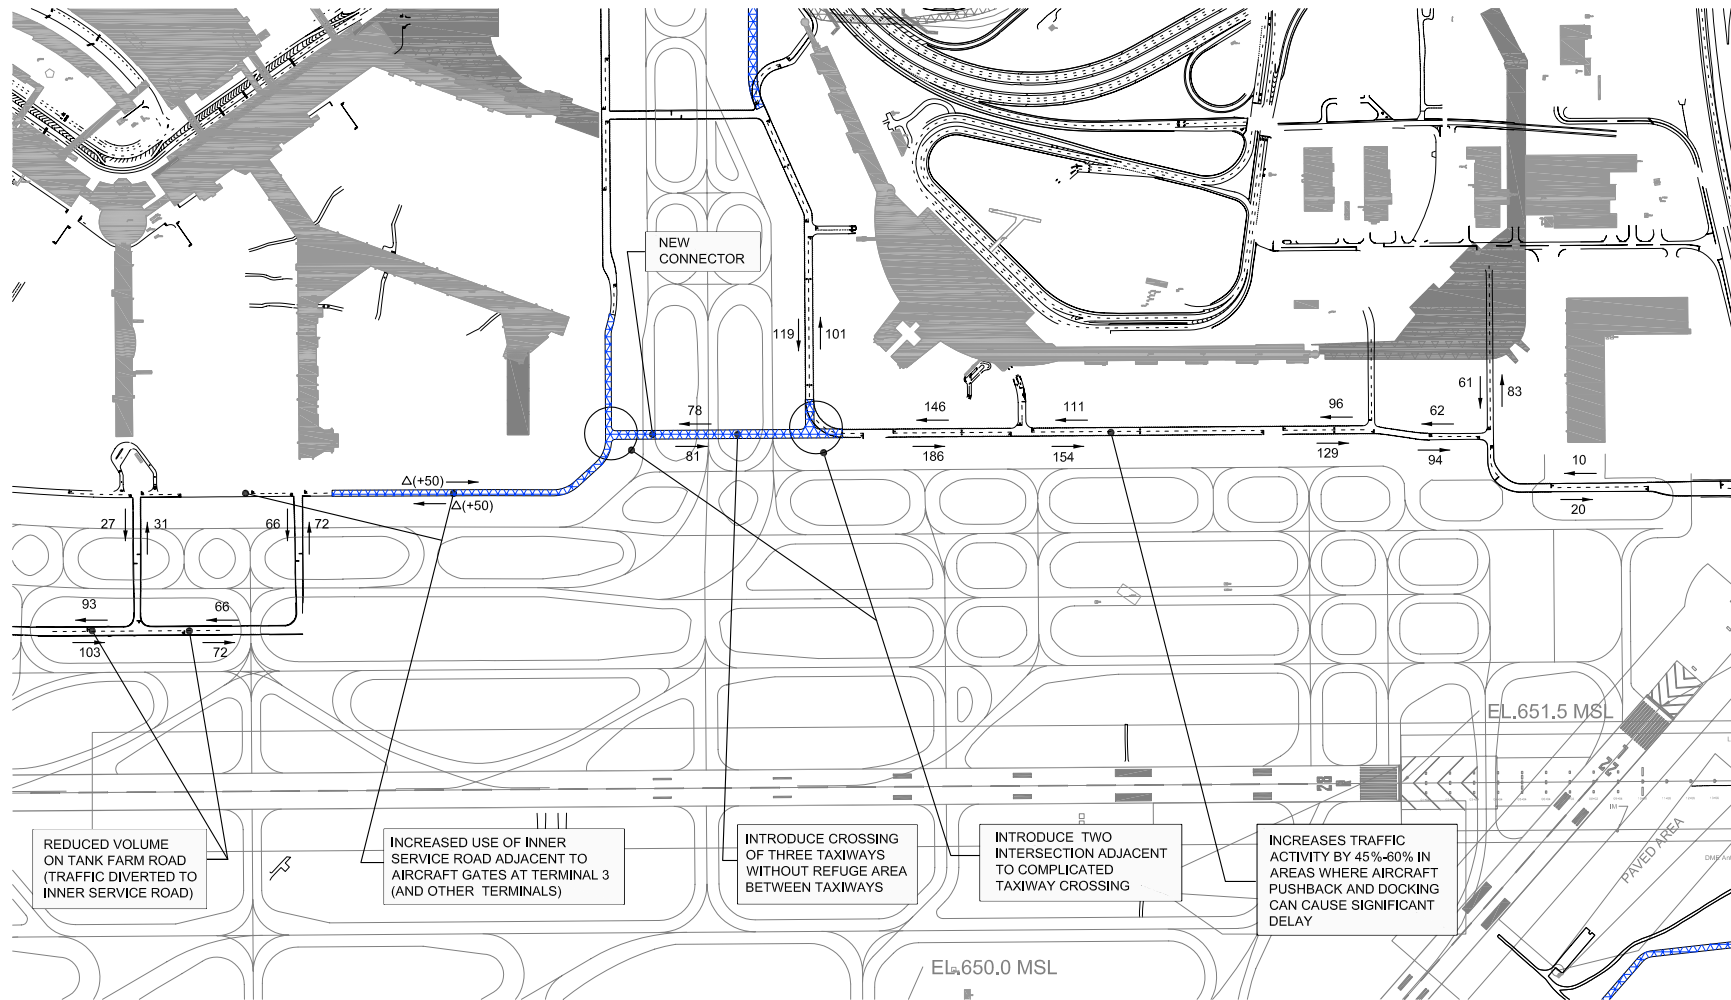 NEW
CONNECTOR
119
101
78
81
146
186
111
154
96
129
62
94
61
83
10
20
Δ(+50)
Δ(+50)
27
31
66
72
93
66
103
72
EL.651.5 MSL
28
22
IM
PAVED AREA
REDUCED VOLUME
ON TANK FARM ROAD
(TRAFFIC DIVERTED TO
INNER SERVICE ROAD)
INCREASED USE OF INNER
SERVICE ROAD ADJACENT TO
AIRCRAFT GATES AT TERMINAL 3
(AND OTHER TERMINALS)
INTRODUCE CROSSING
OF THREE TAXIWAYS
WITHOUT REFUGE AREA
BETWEEN TAXIWAYS
INTRODUCE TWO
INTERSECTION ADJACENT
TO COMPLICATED
TAXIWAY CROSSING
INCREASES TRAFFIC
ACTIVITY BY 45%-60% IN
AREAS WHERE AIRCRAFT
PUSHBACK AND DOCKING
CAN CAUSE SIGNIFICANT
DELAY
EL.650.0 MSL